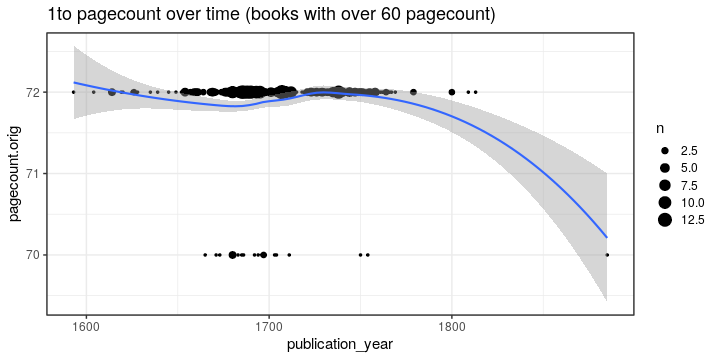 1to pagecount over time (books with over 60 pagecount)
pagecount.orig
72
71
70
1600
1700
1800
publication_year
n
2.5
5.0
7.5
10.0
12.5